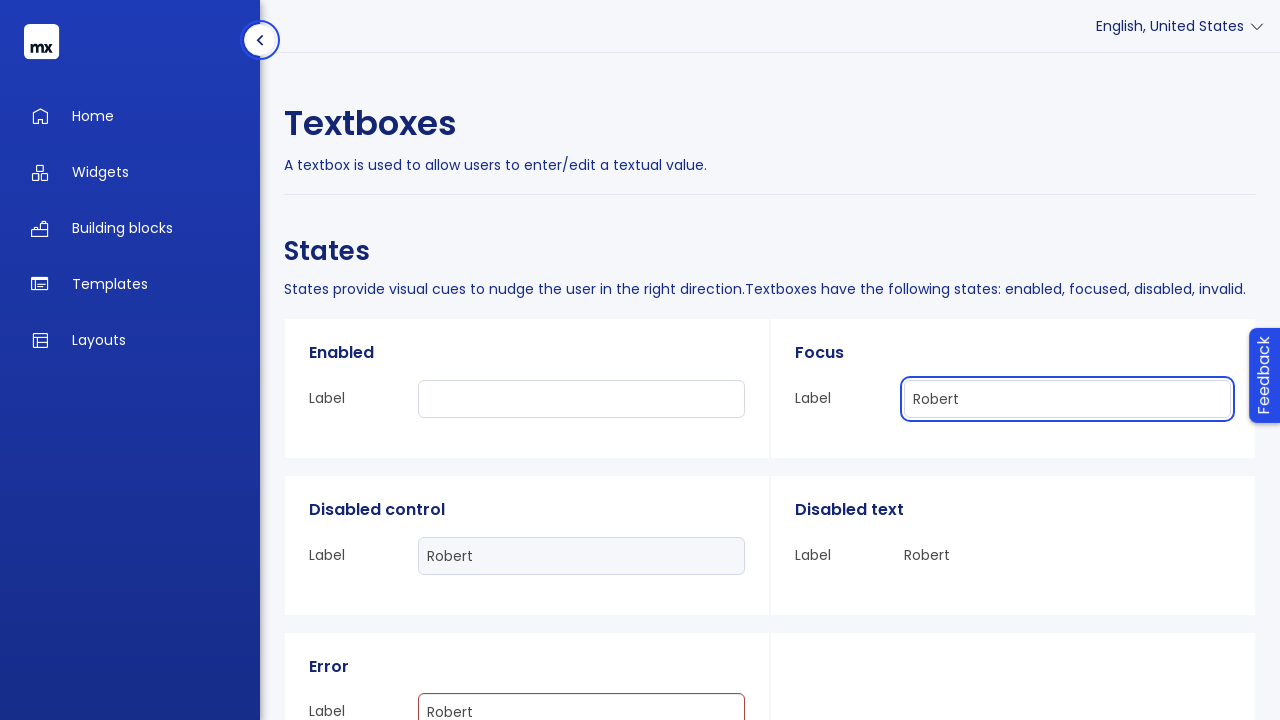 mx
English, United States
Home
Widgets
Building blocks
Templates
Layouts
Textboxes
A textbox is used to allow users to enter/edit a textual value.
States
States provide visual cues to nudge the user in the right direction.Textboxes have the following states: enabled, focused, disabled, invalid.
Enabled
Label
Focus
Label Robert
Feedback
Disabled control
Label Robert
Disabled text
Label Robert
Error
Label Robert